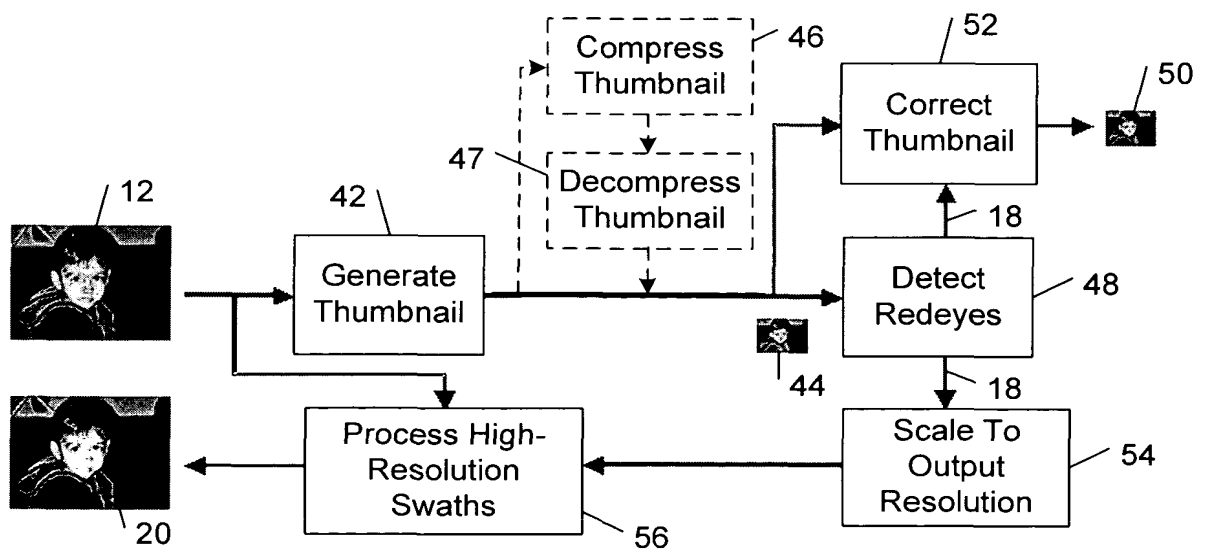 Compress
Thumbnail
46
52
50
Correct
Thumbnail
47
Decompress
Thumbnail
12
42
18
Generate
Thumbnail
Detect
Redeyes
48
44
18
Process High-
Resolution
Swaths
Scale To
Output
Resolution
54
20
56